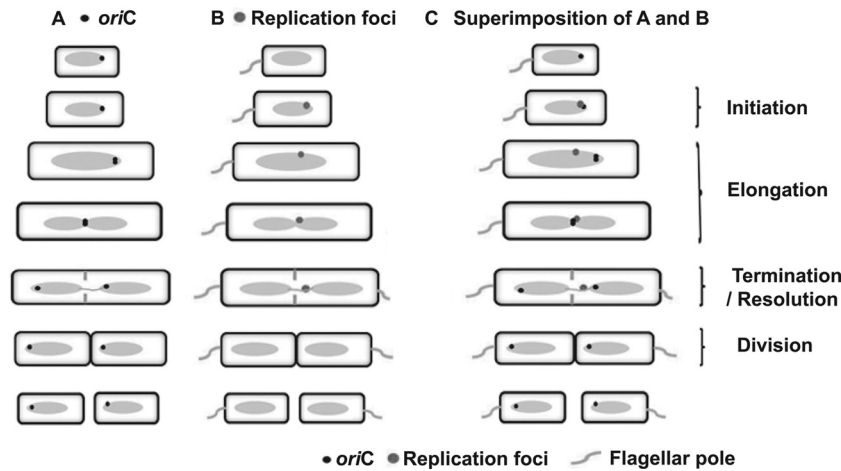 A • oriC
B • Replication foci
C Superimposition of A and B
Initiation
Elongation
Termination
/ Resolution
Division
• oriC • Replication foci Flagellar pole